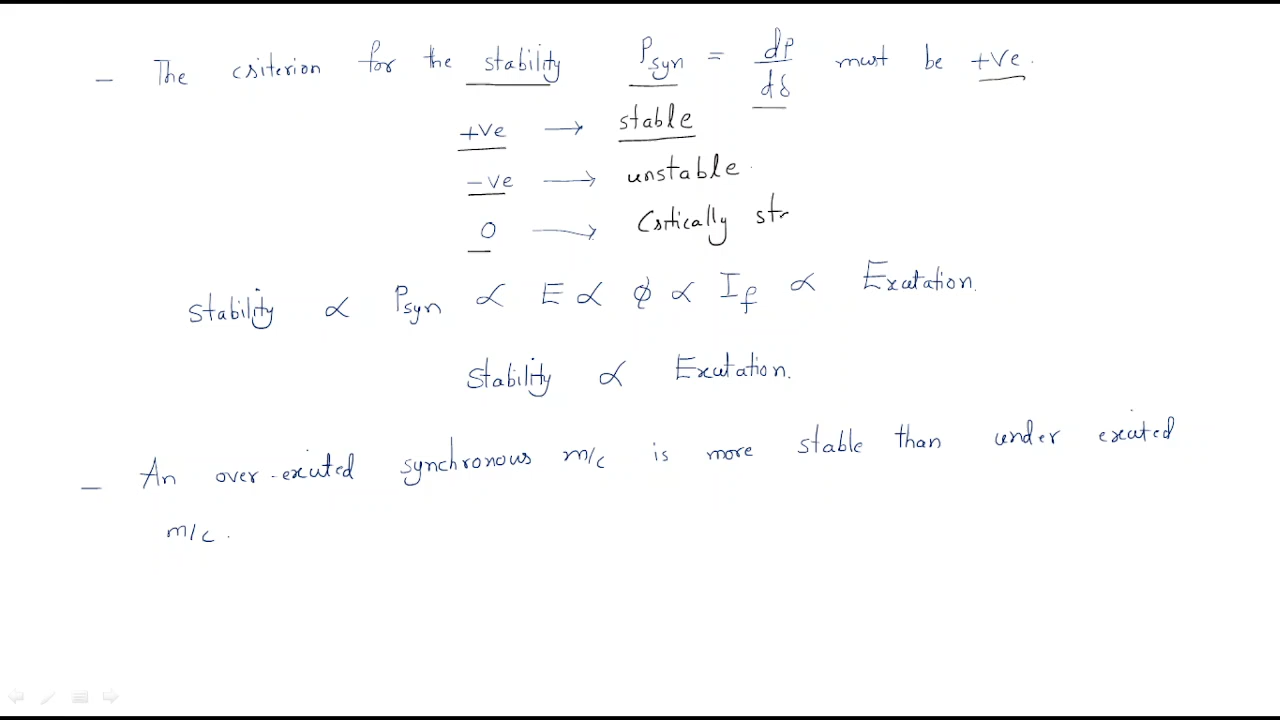 - The criterion for the stability Psyn = dP/dδ must be +ve.
+ve → stable
-ve → unstable.
0 → Critically st
Stability ∝ Psyn ∝ E ∝ ϕ ∝ If ∝ Excitation.
Stability ∝ Excitation.
- An over-excited synchronous m/c is more stable than under excited
m/c.